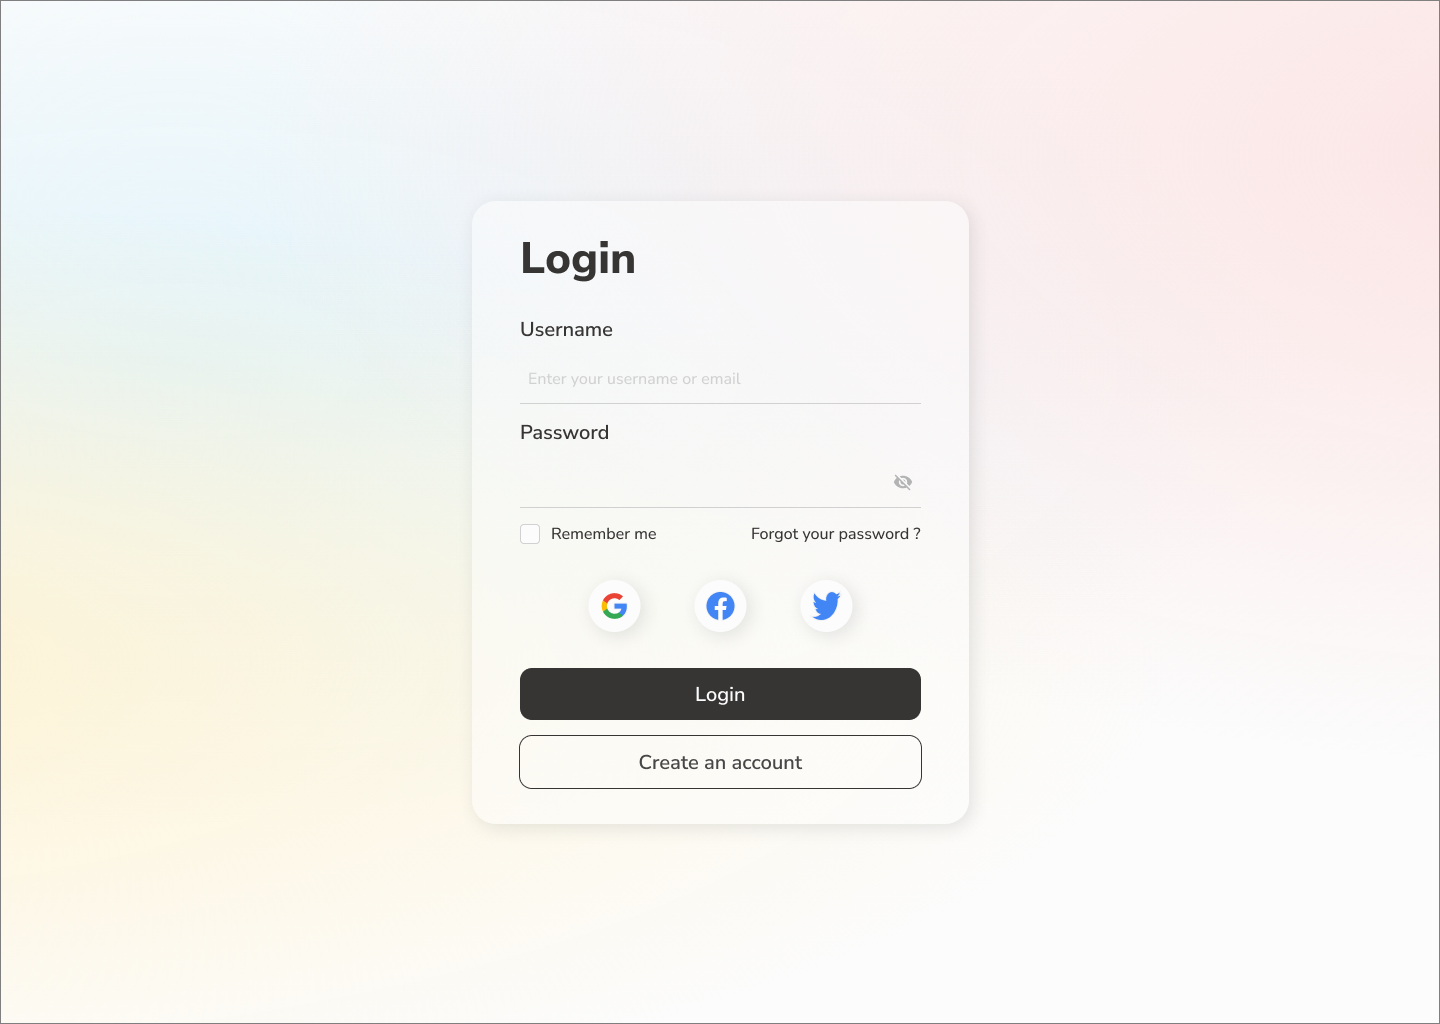 Login
Username
Enter your username or email
Password
Remember me
Forgot your password ?
Login
Create an account